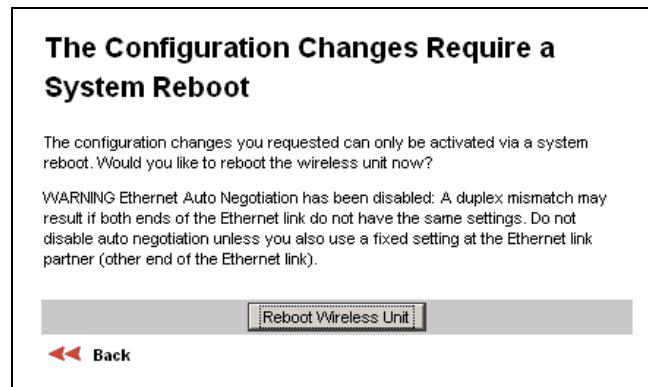 The Configuration Changes Require a
System Reboot
The configuration changes you requested can only be activated via a system
reboot. Would you like to reboot the wireless unit now?
WARNING Ethernet Auto Negotiation has been disabled: A duplex mismatch may
result if both ends of the Ethernet link do not have the same settings. Do not
disable auto negotiation unless you also use a fixed setting at the Ethernet link
partner (other end of the Ethernet link).
Reboot Wireless Unit
Back